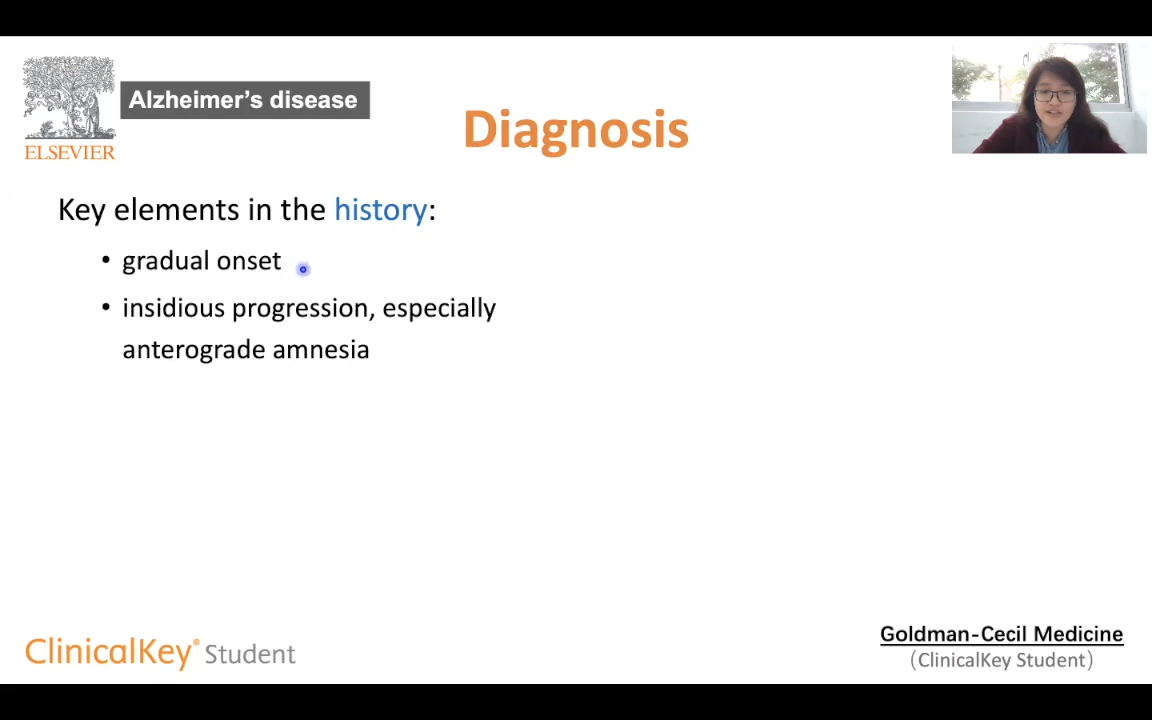 Alzheimer’s disease
ELSEVIER
Diagnosis
Key elements in the history:
• gradual onset
• insidious progression, especially
anterograde amnesia
ClinicalKey® Student
Goldman-Cecil Medicine
(ClinicalKey Student)